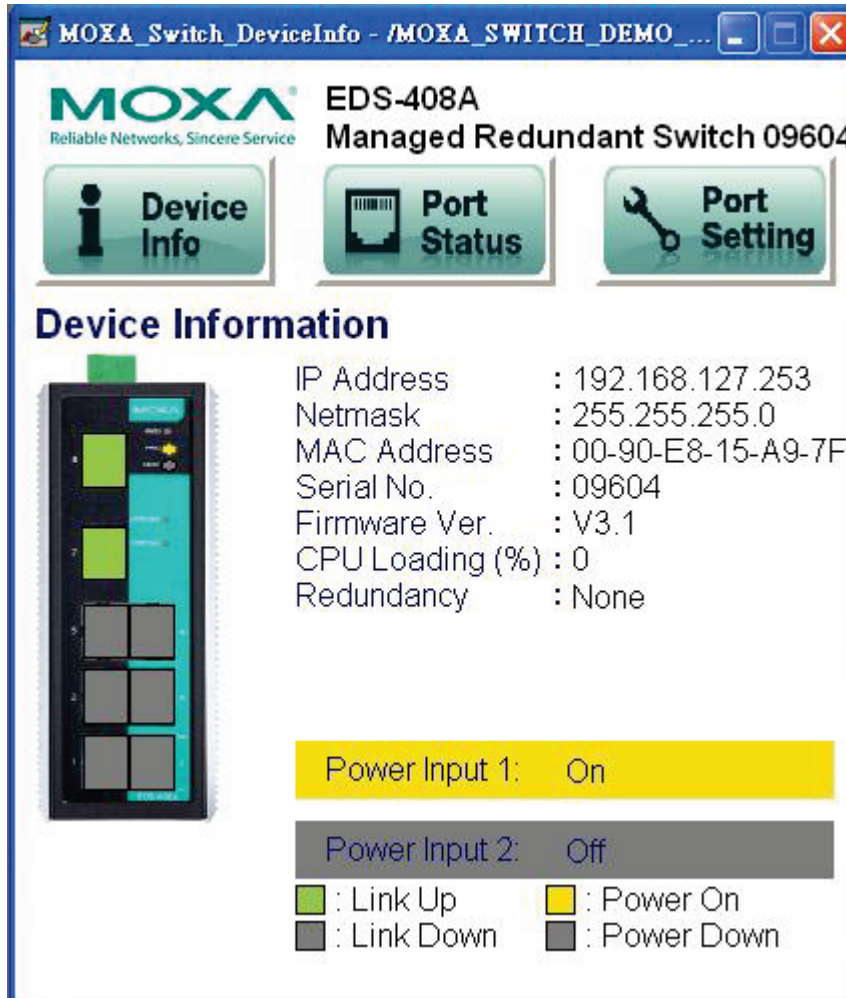 MOXA_Switch_DeviceInfo - /MOXA_SWITCH_DEMO_...
MOXA
Reliable Networks, Sincere Service
EDS-408A
Managed Redundant Switch 09604
Device Info
Port Status
Port Setting
Device Information
IP Address : 192.168.127.253
Netmask : 255.255.255.0
MAC Address : 00-90-E8-15-A9-7F
Serial No. : 09604
Firmware Ver. : V3.1
CPU Loading (%) : 0
Redundancy : None
MOXA
EDS-408A
Power Input 1: On
Power Input 2: Off
: Link Up : Power On
: Link Down : Power Down